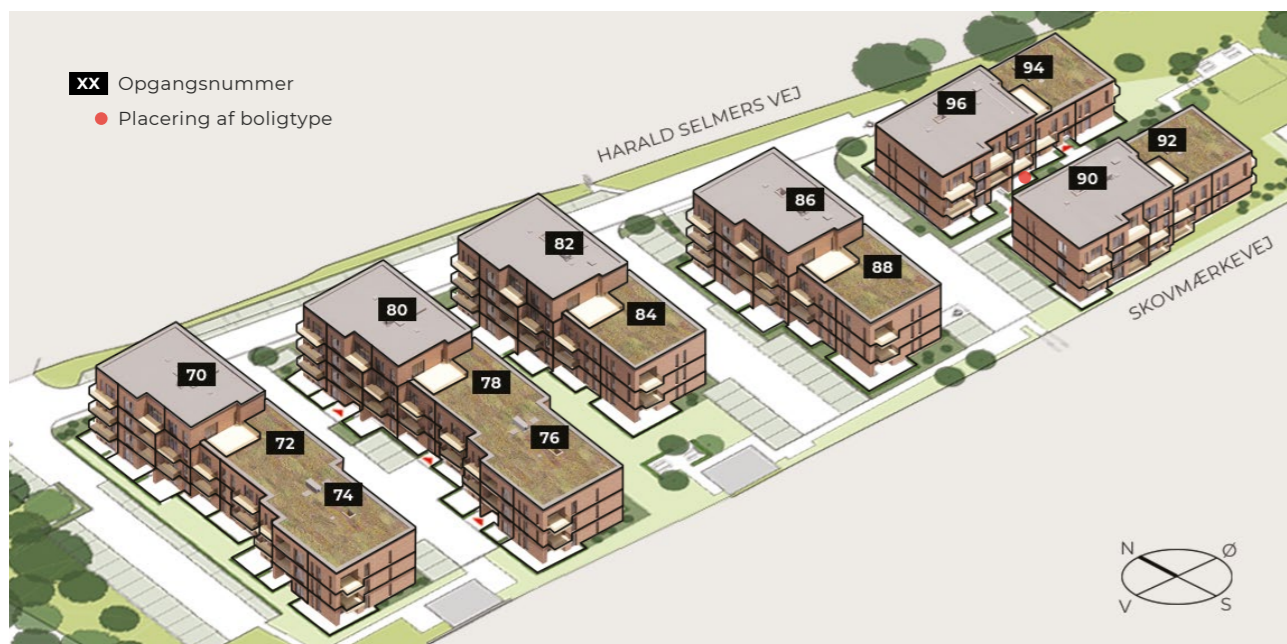 XX Opgangsnummer
Placering af boligtype
HARALD SELMERS VEJ
SKOVMÆRKEVEJ
94
96
92
90
86
82
88
80
84
70
78
72
76
74
N
Ø
V
S